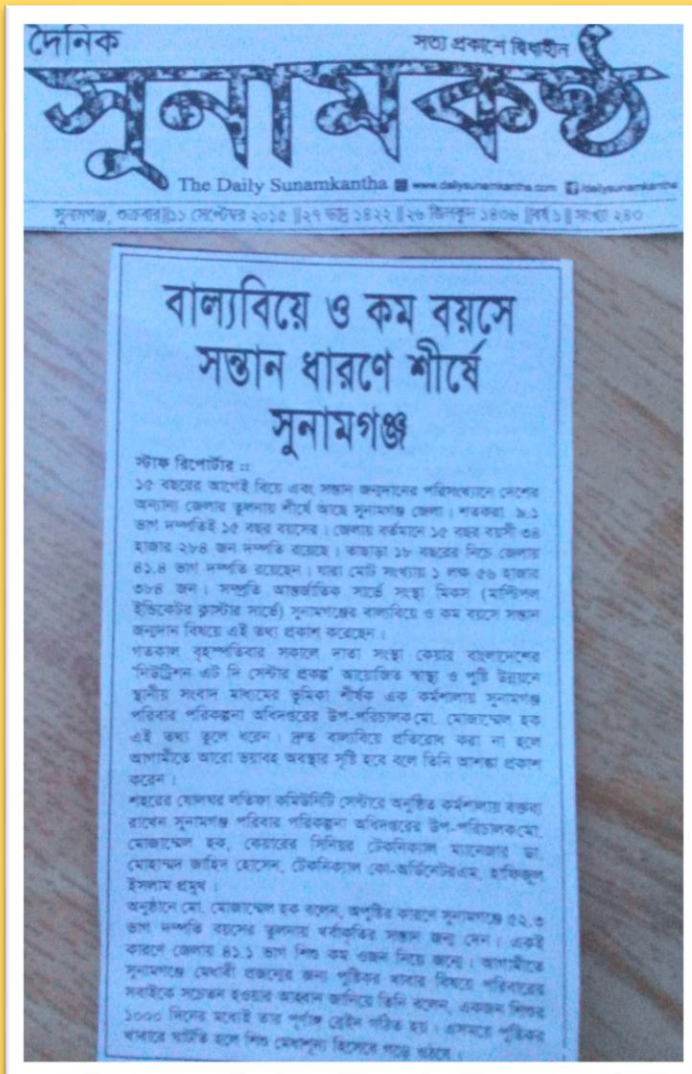 দৈনিক
সত্য প্রকাশে দ্বিধাহীন
সুনামকণ্ঠ
The Daily Sunamkantha www.dailysunamkantha.com /dailysunamkantha
সুনামগঞ্জ, শুক্রবার||১১ সেপ্টেম্বর ২০১৫ ||২৭ ভাদ্র ১৪২২ ||২৬ জিলক্বদ ১৪৩৬ ||বর্ষ ১|| সংখ্যা ২৪০
বাল্যবিয়ে ও কম বয়সে
সন্তান ধারণে শীর্ষে
সুনামগঞ্জ
স্টাফ রিপোর্টার ::
১৫ বছরের আগেই বিয়ে এবং সন্তান জন্মদানের পরিসংখ্যানে দেশের
অন্যান্য জেলার তুলনায় শীর্ষে আছে সুনামগঞ্জ জেলা। শতকরা ৯.১
ভাগ দম্পতিই ১৫ বছর বয়সের। জেলায় বর্তমানে ১৫ বছর বয়সী ৩৪
হাজার ২৮৪ জন দম্পতি রয়েছে। তাছাড়া ১৮ বছরের নিচে জেলায়
৪১.৪ ভাগ দম্পতি রয়েছেন। যারা মোট সংখ্যায় ১ লক্ষ ৫৬ হাজার
৩৮৪ জন। সম্প্রতি আন্তর্জাতিক সার্ভে সংস্থা মিকস (মাল্টিপল
ইন্ডিকেটর ক্লাস্টার সার্ভে) সুনামগঞ্জের বাল্যবিয়ে ও কম বয়সে সন্তান
জন্মদান বিষয়ে এই তথ্য প্রকাশ করেছেন।
গতকাল বৃহস্পতিবার সকালে দাতা সংস্থা কেয়ার বাংলাদেশের
'নিউট্রিশন এট দি সেন্টার প্রকল্প' আয়োজিত স্বাস্থ্য ও পুষ্টি উন্নয়নে
স্থানীয় সংবাদ মাধ্যমের ভূমিকা শীর্ষক এক কর্মশালায় সুনামগঞ্জ
পরিবার পরিকল্পনা অধিদপ্তরের উপ-পরিচালকমো. মোজাম্মেল হক
এই তথ্য তুলে ধরেন। দ্রুত বাল্যবিয়ে প্রতিরোধ করা না হলে
আগামীতে আরো ভয়াবহ অবস্থার সৃষ্টি হবে বলে তিনি আশঙ্কা প্রকাশ
করেন।
শহরের ষোলঘর লতিফা কমিউনিটি সেন্টারে অনুষ্ঠিত কর্মশালায় বক্তব্য
রাখেন সুনামগঞ্জ পরিবার পরিকল্পনা অধিদপ্তরের উপ-পরিচালকমো.
মোজাম্মেল হক, কেয়ারের সিনিয়র টেকনিক্যাল ম্যানেজার ডা.
মোহাম্মদ জাহিদ হোসেন, টেকনিক্যাল কো-অর্ডিনেটরএম. হাফিজুল
ইসলাম প্রমুখ।
অনুষ্ঠানে মো. মোজাম্মেল হক বলেন, অপুষ্টির কারণে সুনামগঞ্জে ৫২.৩
ভাগ দম্পতি বয়সের তুলনায় খর্বাকৃতির সন্তান জন্ম দেন। একই
কারণে জেলায় ৪১.১ ভাগ শিশু কম ওজন নিয়ে জন্মে। আগামীতে
সুনামগঞ্জে মেধাবী প্রজন্মের জন্য পুষ্টিকর খাবার বিষয়ে পরিবারের
সবাইকে সচেতন হওয়ার আহবান জানিয়ে তিনি বলেন, একজন শিশুর
১০০০ দিনের মধ্যেই তার পূর্ণাঙ্গ ব্রেইন গঠিত হয়। এসময়ে পুষ্টিকর
খাবারে ঘাটতি হলে শিশু মেধাশূন্য হিসেবে গড়ে ওঠবে।